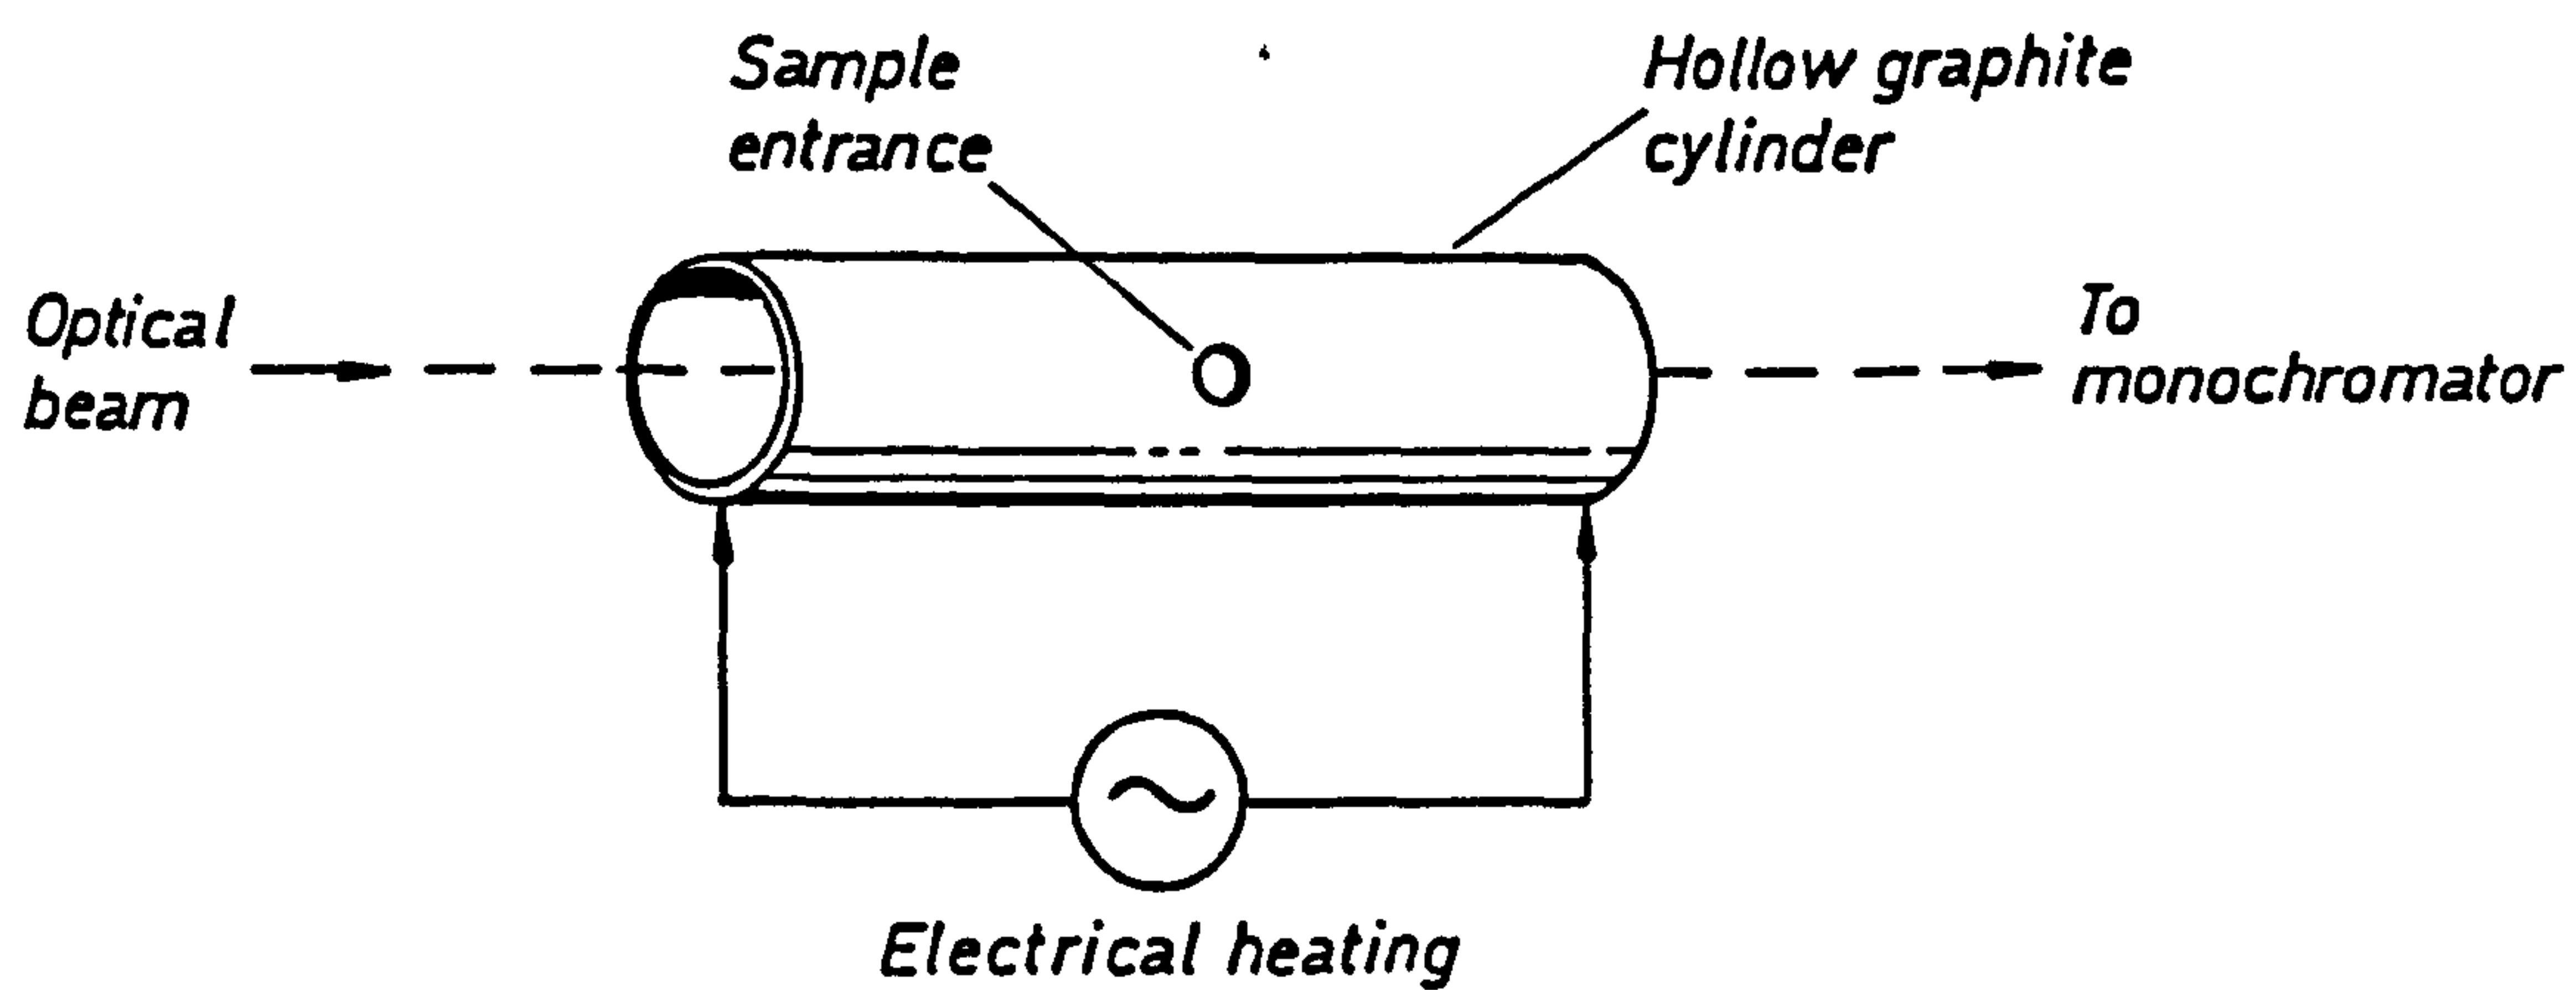 Sample
entrance
Hollow graphite
cylinder
Optical
beam
To
monochromator
Electrical heating